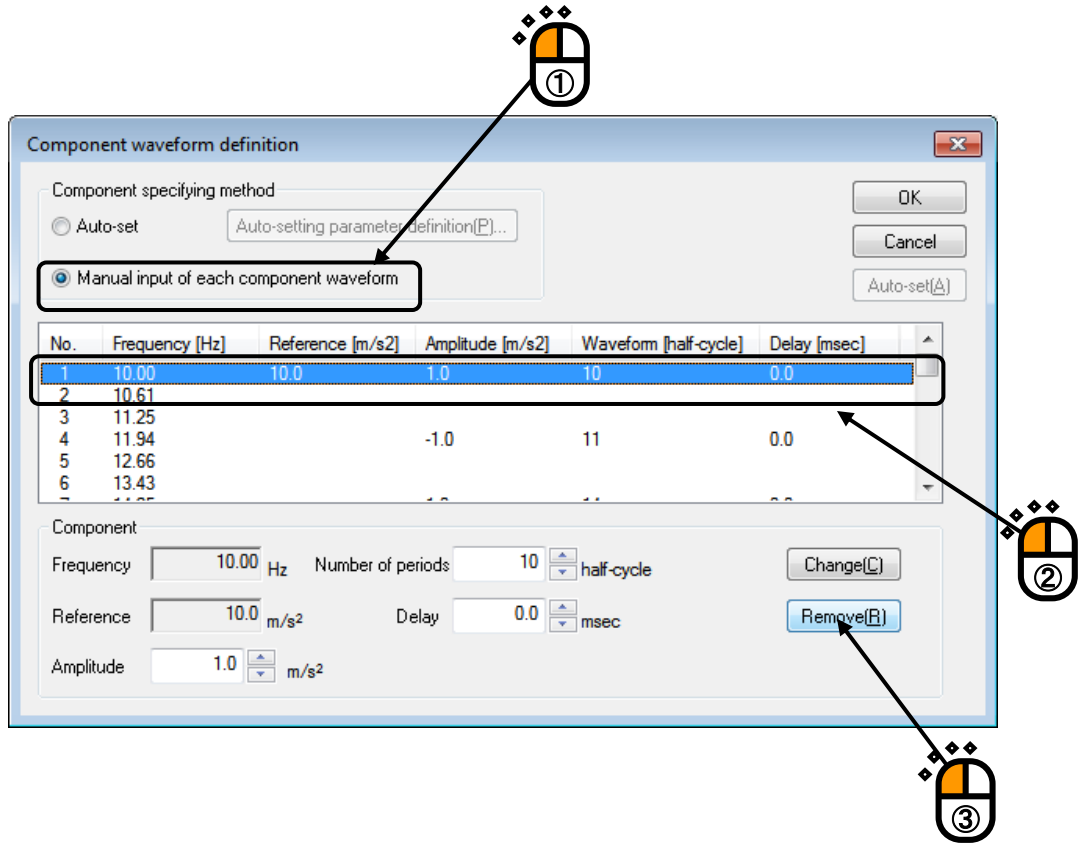 ①
Component waveform definition
Component specifying method
OK
Auto-set Auto-setting parameter definition(P)...
Cancel
Manual input of each component waveform
Auto-set(A)
No. Frequency [Hz] Reference [m/s2] Amplitude [m/s2] Waveform [half-cycle] Delay [msec]
1 10.00 10.0 1.0 10 0.0
2 10.61
3 11.25
4 11.94 -1.0 11 0.0
5 12.66
6 13.43
Component
Frequency 10.00 Hz Number of periods 10 half-cycle Change(C)
②
Reference 10.0 m/s2 Delay 0.0 msec Remove(R)
Amplitude 1.0 m/s2
③